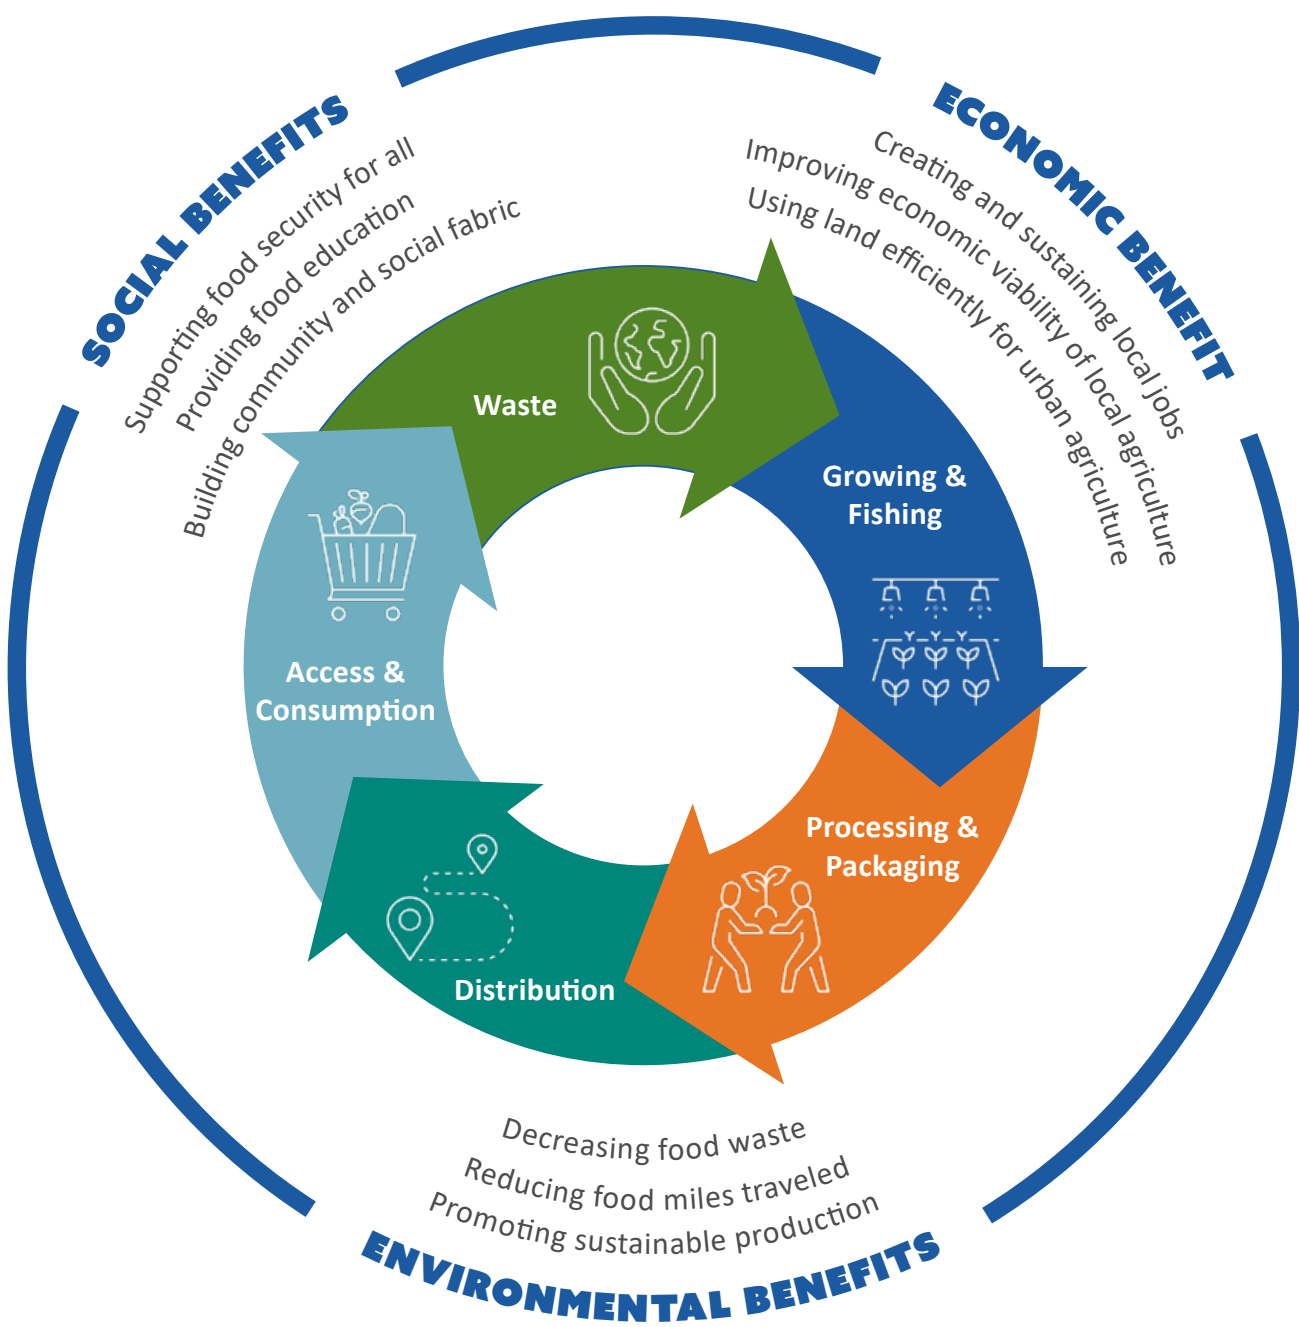 SOCIAL BENEFITS
Supporting food security for all
Providing food education
Building community and social fabric
ECONOMIC BENEFIT
Creating and sustaining local jobs
Improving economic viability of local agriculture
Using land efficiently for urban agriculture
Waste
Growing &
Fishing
Processing &
Packaging
Distribution
Access &
Consumption
Decreasing food waste
Reducing food miles traveled
Promoting sustainable production
ENVIRONMENTAL BENEFITS